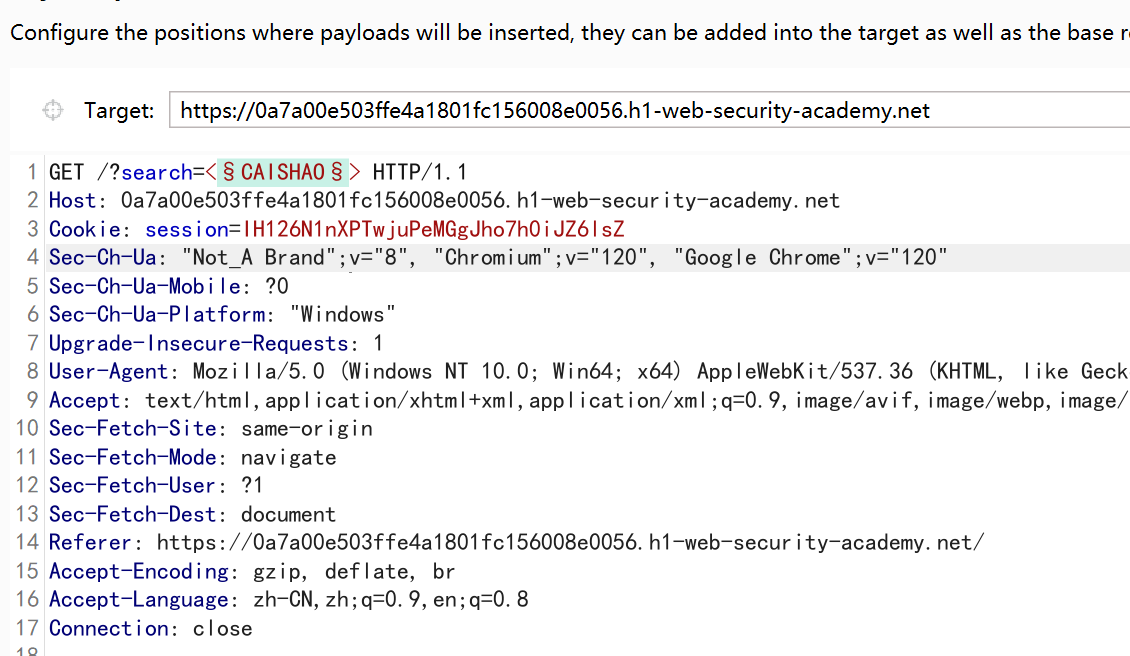 Configure the positions where payloads will be inserted, they can be added into the target as well as the base
Target: https://0a7a00e503ffe4a1801fc156008e0056.h1-web-security-academy.net
1 GET /?search=<§CAISHAO§> HTTP/1.1
2 Host: 0a7a00e503ffe4a1801fc156008e0056.h1-web-security-academy.net
3 Cookie: session=lH126N1nXPTwjuPeMGgJho7h0iJZ6lsZ
4 Sec-Ch-Ua: "Not_A Brand";v="8", "Chromium";v="120", "Google Chrome";v="120"
5 Sec-Ch-Ua-Mobile: ?0
6 Sec-Ch-Ua-Platform: "Windows"
7 Upgrade-Insecure-Requests: 1
8 User-Agent: Mozilla/5.0 (Windows NT 10.0; Win64; x64) AppleWebKit/537.36 (KHTML, like Geck
9 Accept: text/html,application/xhtml+xml,application/xml;q=0.9,image/avif,image/webp,image/
10 Sec-Fetch-Site: same-origin
11 Sec-Fetch-Mode: navigate
12 Sec-Fetch-User: ?1
13 Sec-Fetch-Dest: document
14 Referer: https://0a7a00e503ffe4a1801fc156008e0056.h1-web-security-academy.net/
15 Accept-Encoding: gzip, deflate, br
16 Accept-Language: zh-CN,zh;q=0.9,en;q=0.8
17 Connection: close
18